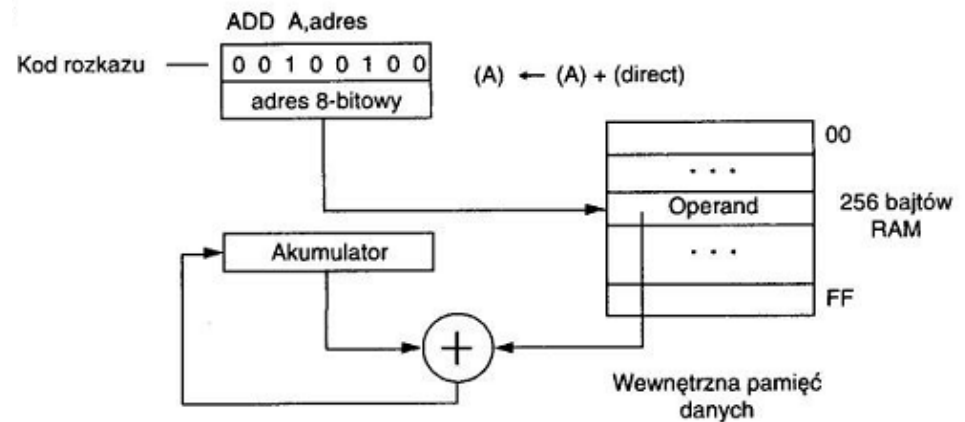 ADD A,adres
Kod rozkazu
0 0 1 0 0 1 0 0
adres 8-bitowy
(A) ← (A) + (direct)
00
. . .
Operand
256 bajtów
RAM
. . .
FF
Akumulator
+
Wewnętrzna pamięć
danych